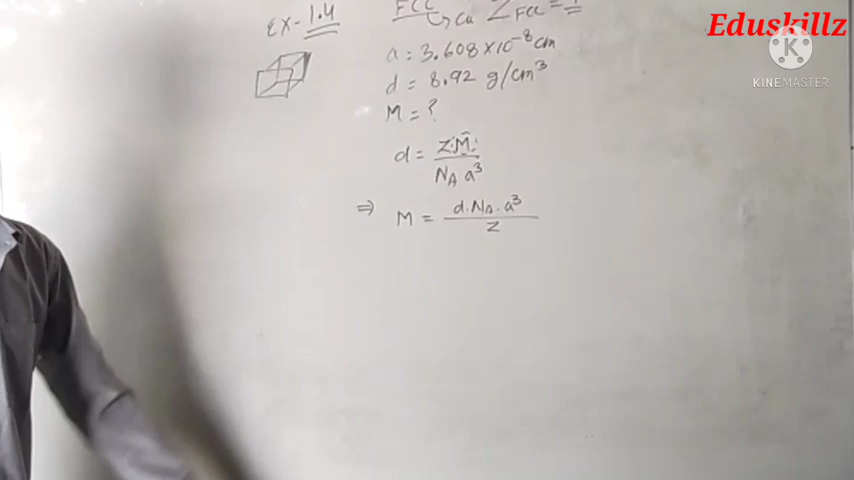 Ex- 1.4
FCC → Cu Z FCC =
Eduskillz
a = 3.608 × 10⁻⁸ cm
K
KINEMASTER
d = 8.92 g/cm³
M = ?
d = Z.M / N_A a³
⇒ M = d. N_A. a³ / Z